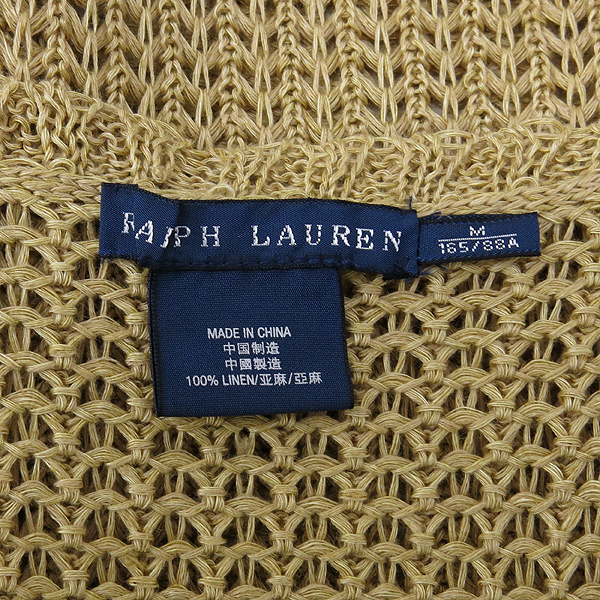 RALPH LAUREN
M
165/88A
MADE IN CHINA
中国制造
中國製造
100% LINEN/亚麻/亞麻